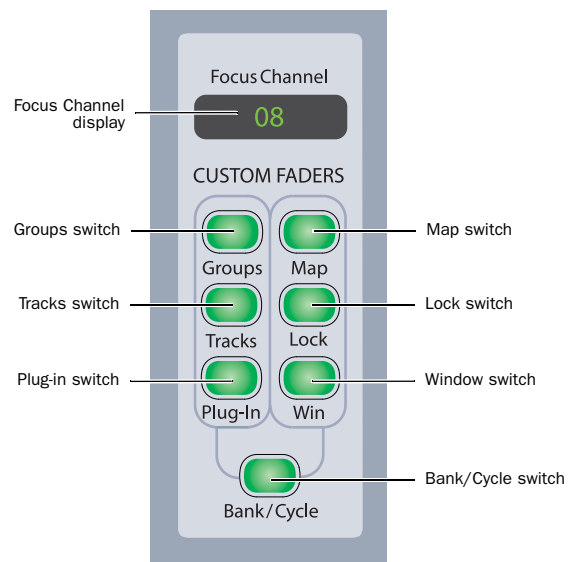 Focus Channel
Focus Channel
display
08
CUSTOM FADERS
Groups switch
Map switch
Groups
Map
Tracks switch
Lock switch
Tracks
Lock
Plug-in switch
Window switch
Plug-In
Win
Bank/Cycle switch
Bank/Cycle